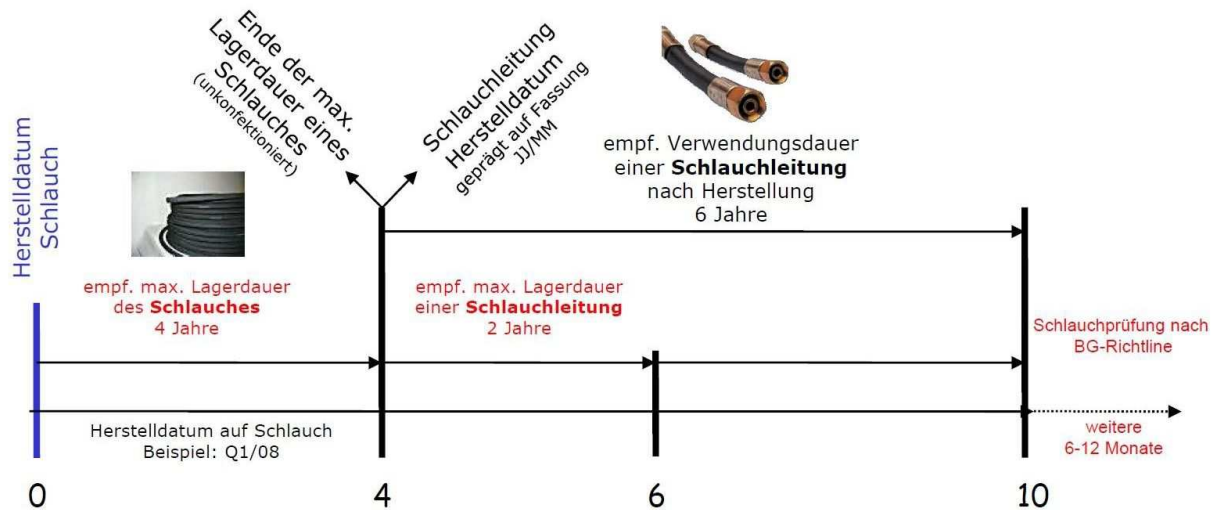 Herstelldatum
Schlauch
Ende der max.
Lagerdauer eines
Schlauches
(unkonfektioniert)
Schlauchleitung
Herstelldatum
geprägt auf Fassung
JJ/MM
empf. Verwendungsdauer
einer Schlauchleitung
nach Herstellung
6 Jahre
empf. max. Lagerdauer
des Schlauches
4 Jahre
empf. max. Lagerdauer
einer Schlauchleitung
2 Jahre
Schlauchprüfung nach
BG-Richtline
Herstelldatum auf Schlauch
Beispiel: Q1/08
weitere
6-12 Monate
0
4
6
10